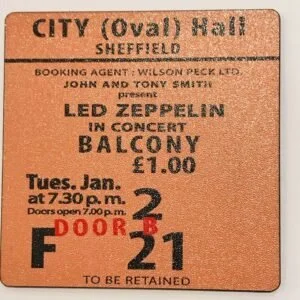 CITY (Oval) Hall
SHEFFIELD
BOOKING AGENT : WILSON PECK LTD.
JOHN AND TONY SMITH
present
LED ZEPPELIN
IN CONCERT
BALCONY
£1.00
Tues. Jan. 2
at 7.30 p. m.
Doors open 7.00 p. m.
DOOR B
F 21
TO BE RETAINED